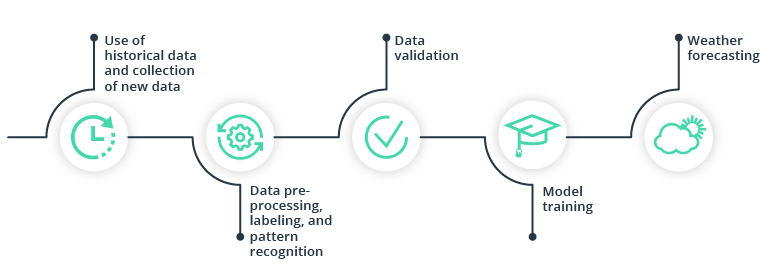 Use of
historical data
and collection
of new data
Data pre-
processing,
labeling, and
pattern
recognition
Data
validation
Model
training
Weather
forecasting